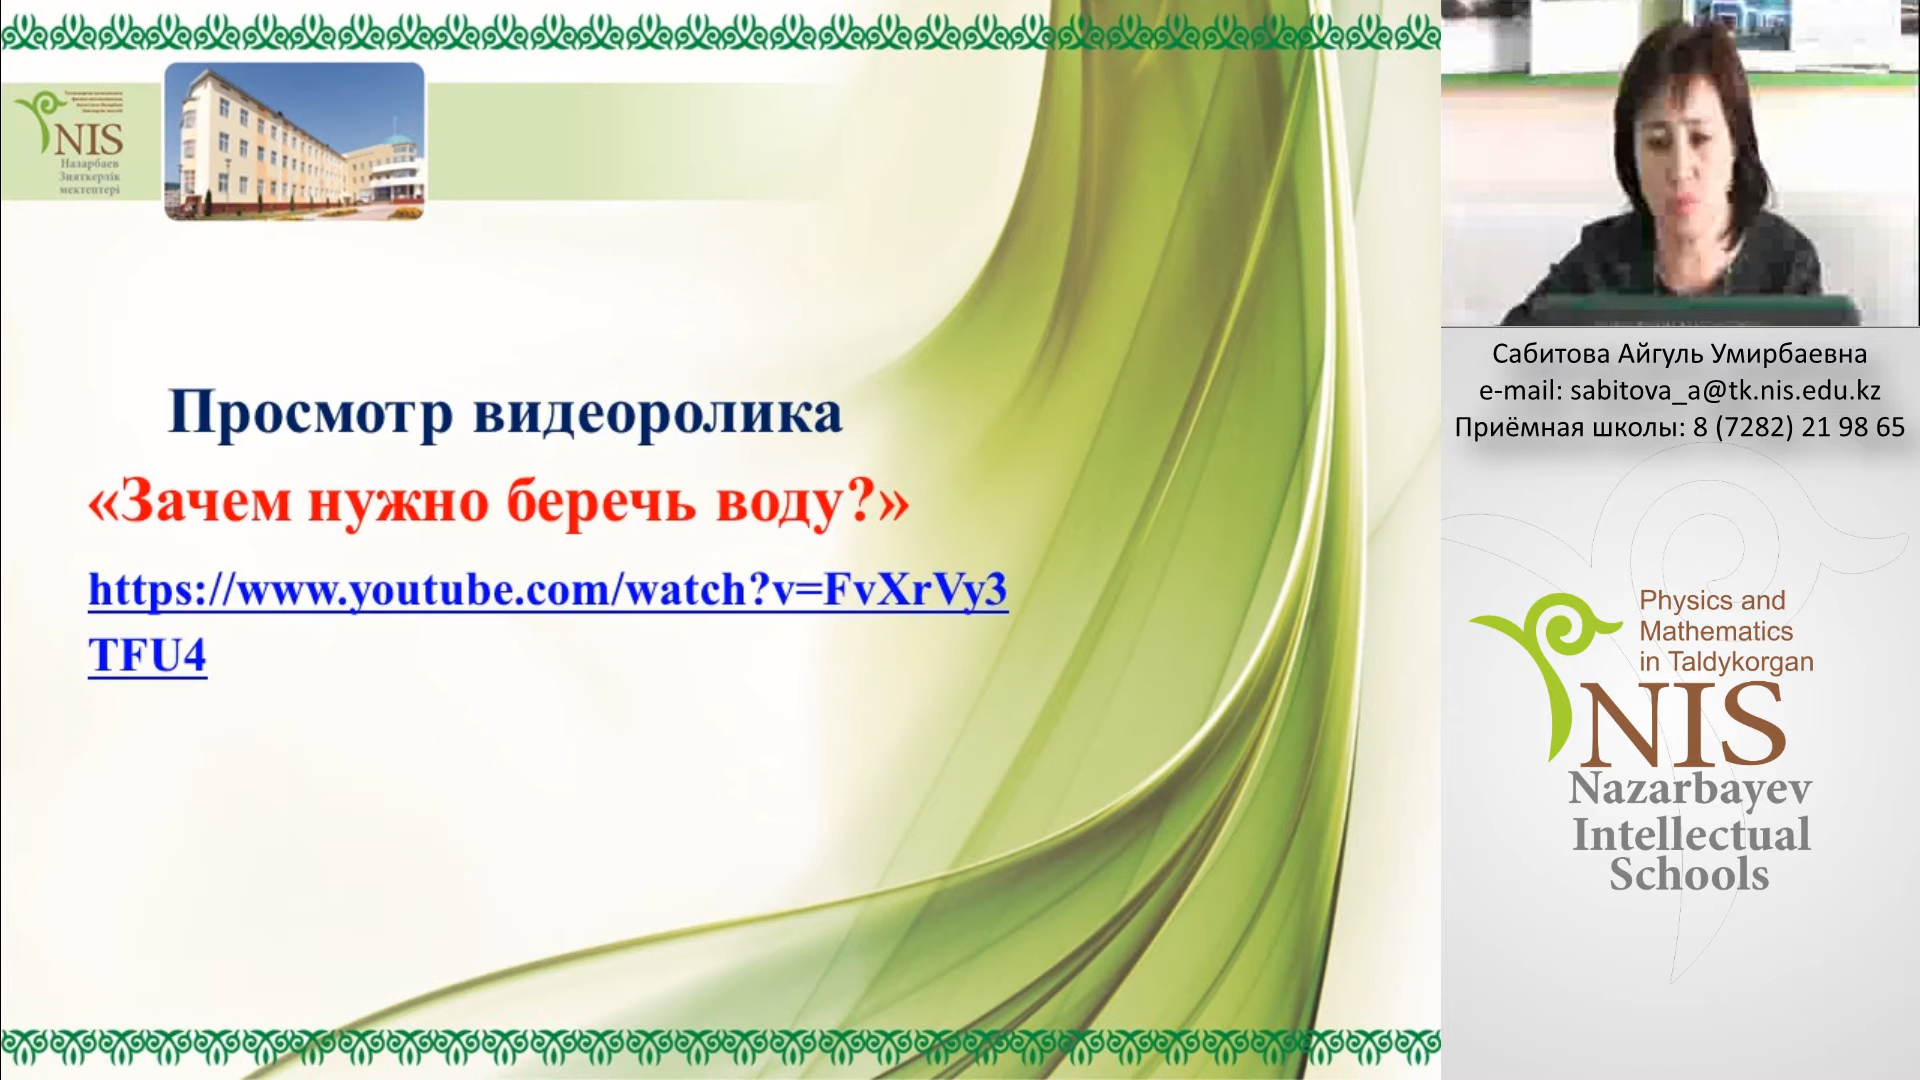 NIS
Назарбаев
Зияткерлік
мектептері
Просмотр видеоролика
«Зачем нужно беречь воду?»
https://www.youtube.com/watch?v=FvXrVy3
TFU4
Сабитова Айгуль Умирбаевна
e-mail: sabitova_a@tk.nis.edu.kz
Приёмная школы: 8 (7282) 21 98 65
Physics and
Mathematics
in Taldykorgan
NIS
Nazarbayev
Intellectual
Schools